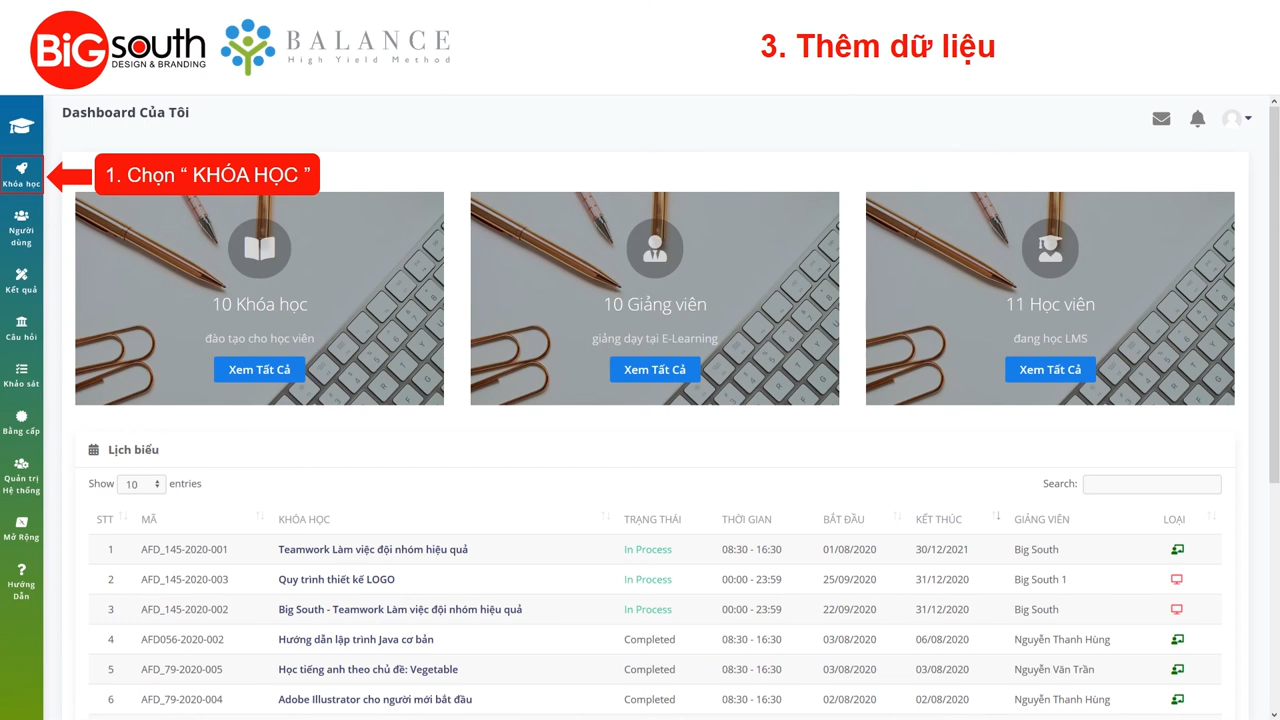 BiG south
DESIGN & BRANDING
BALANCE
High Yield Method
3. Thêm dữ liệu
Dashboard Của Tôi
Khóa học
1. Chọn “ KHÓA HỌC ”
Người
dùng
Kết quả
Câu hỏi
Khảo sát
Bằng cấp
Quản trị
Hệ thống
Mở Rộng
Hướng
Dẫn
10 Khóa học
đào tạo cho học viên
Xem Tất Cả
10 Giảng viên
giảng dạy tại E-Learning
Xem Tất Cả
11 Học viên
đang học LMS
Xem Tất Cả
Lịch biểu
Show 10 entries
Search:
STT MÃ KHÓA HỌC TRẠNG THÁI THỜI GIAN BẮT ĐẦU KẾT THÚC GIẢNG VIÊN LOẠI
1 AFD_145-2020-001 Teamwork Làm việc đội nhóm hiệu quả In Process 08:30 - 16:30 01/08/2020 30/12/2021 Big South
2 AFD_145-2020-003 Quy trình thiết kế LOGO In Process 00:00 - 23:59 25/09/2020 31/12/2020 Big South 1
3 AFD_145-2020-002 Big South - Teamwork Làm việc đội nhóm hiệu quả In Process 00:00 - 23:59 22/09/2020 31/12/2020 Big South
4 AFD056-2020-002 Hướng dẫn lập trình Java cơ bản Completed 08:30 - 16:30 03/08/2020 06/08/2020 Nguyễn Thanh Hùng
5 AFD_79-2020-005 Học tiếng anh theo chủ đề: Vegetable Completed 08:30 - 16:30 03/08/2020 03/08/2020 Nguyễn Văn Trần
6 AFD_79-2020-004 Adobe Illustrator cho người mới bắt đầu Completed 08:30 - 16:30 02/08/2020 02/08/2020 Nguyễn Thanh Hùng